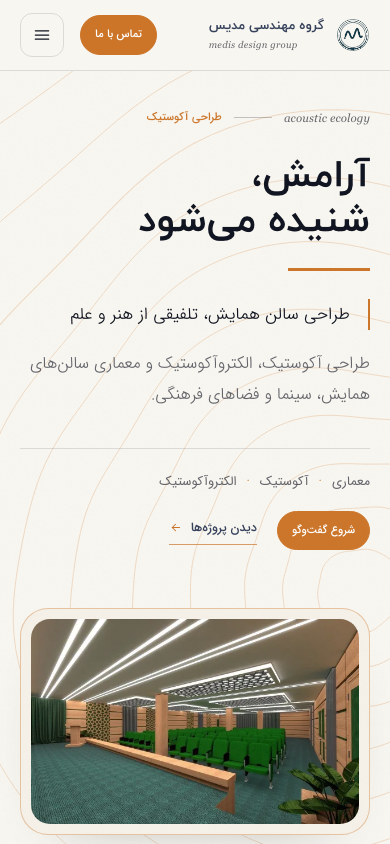 گروه مهندسی مدیس
medis design group
تماس با ما
acoustic ecology
طراحی آکوستیک
آرامش،
شنیده می‌شود
طراحی سالن همایش، تلفیقی از هنر و علم
طراحی آکوستیک، الکتروآکوستیک و معماری سالن‌های
همایش، سینما و فضاهای فرهنگی.
معماری · آکوستیک · الکتروآکوستیک
شروع گفت‌وگو
دیدن پروژه‌ها ←